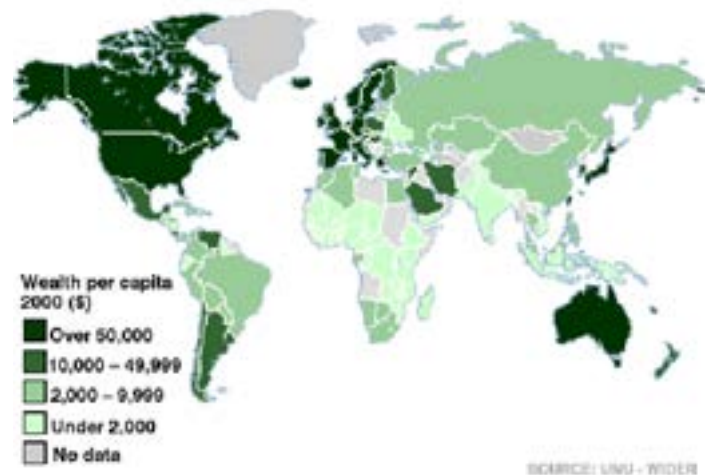 Wealth per capita
2000 ($)
Over 50,000
10,000 – 49,999
2,000 – 9,999
Under 2,000
No data
SOURCE: UNU - WIDER